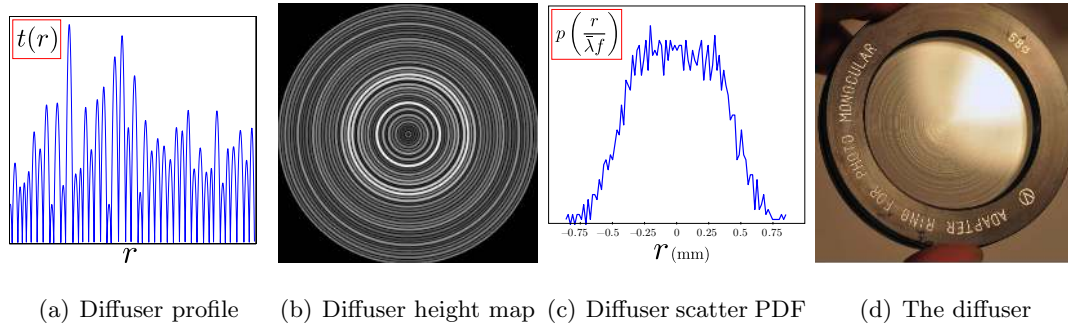 t(r)
r
p(r/λ̄f)
−0.75 −0.5 −0.25 0 0.25 0.5 0.75
r (mm)
58ø
ADAPTER RING FOR PHOTO MONOCULAR
(a) Diffuser profile
(b) Diffuser height map
(c) Diffuser scatter PDF
(d) The diffuser